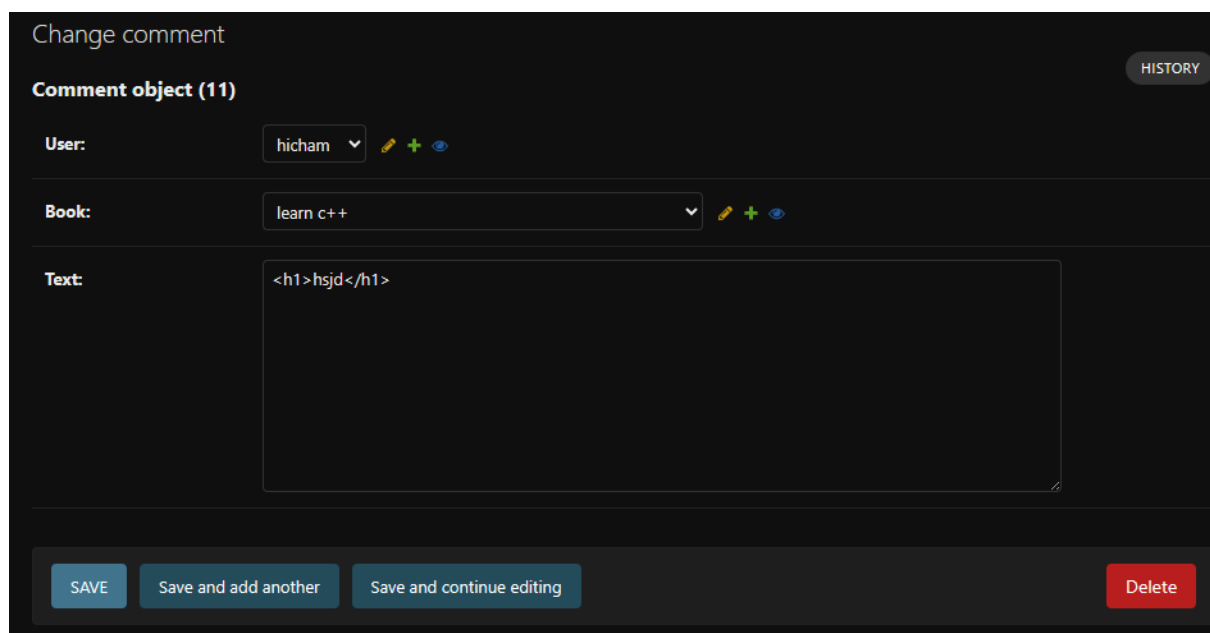 Change comment
HISTORY
Comment object (11)
User:
hicham
Book:
learn c++
Text:
<h1>hsjd</h1>
SAVE
Save and add another
Save and continue editing
Delete